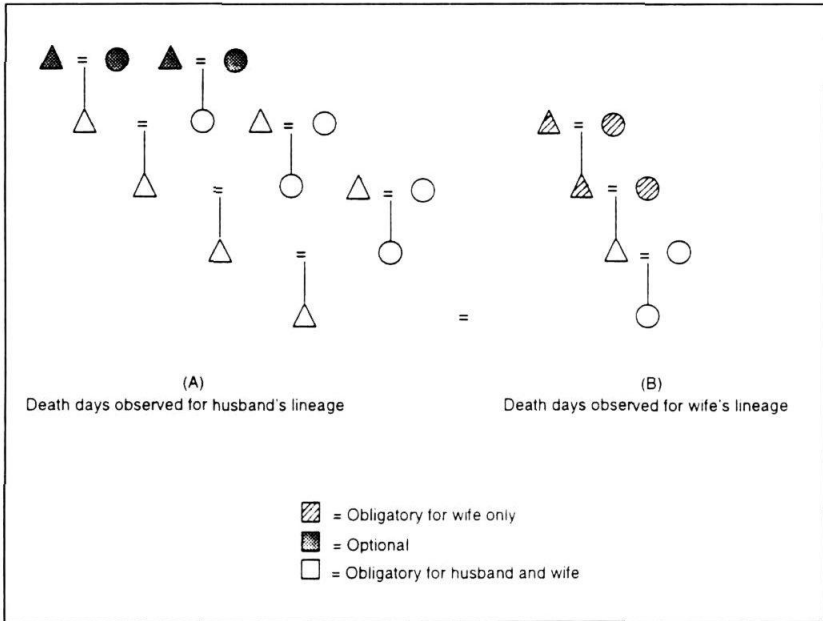 (A)
Death days observed for husband's lineage
(B)
Death days observed for wife's lineage
= Obligatory for wife only
= Optional
= Obligatory for husband and wife